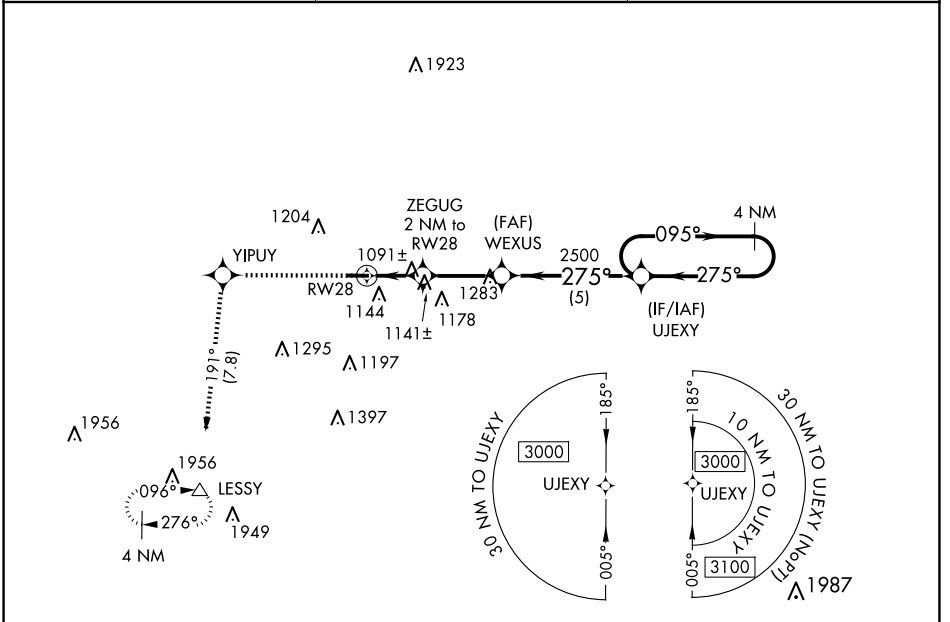 1923
ZEGUG
2 NM to
RW28
(FAF)
WEXUS
4 NM
1204
095°
YIPUY
1091±
2500
275°
275°
RW28
1283
(5)
(IF/IAF)
UJEXY
1144
1178
1141±
191°
(7.8)
1295
1197
1397
1956
1956
096°
LESSY
276°
1949
4 NM
30 NM TO UJEXY
185°
3000
UJEXY
005°
185°
10 NM TO UJEXY
30 NM TO UJEXY (NoPT)
3000
UJEXY
005°
3100
1987